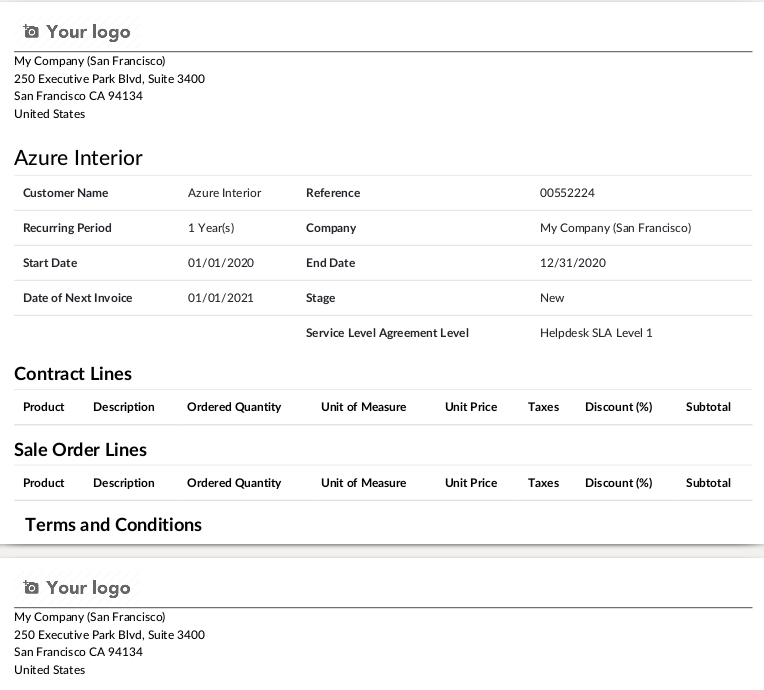 Your logo
My Company (San Francisco)
250 Executive Park Blvd, Suite 3400
San Francisco CA 94134
United States
Azure Interior
Customer Name Azure Interior Reference 00552224
Recurring Period 1 Year(s) Company My Company (San Francisco)
Start Date 01/01/2020 End Date 12/31/2020
Date of Next Invoice 01/01/2021 Stage New
Service Level Agreement Level Helpdesk SLA Level 1
Contract Lines
Product Description Ordered Quantity Unit of Measure Unit Price Taxes Discount (%) Subtotal
Sale Order Lines
Product Description Ordered Quantity Unit of Measure Unit Price Taxes Discount (%) Subtotal
Terms and Conditions
Your logo
My Company (San Francisco)
250 Executive Park Blvd, Suite 3400
San Francisco CA 94134
United States